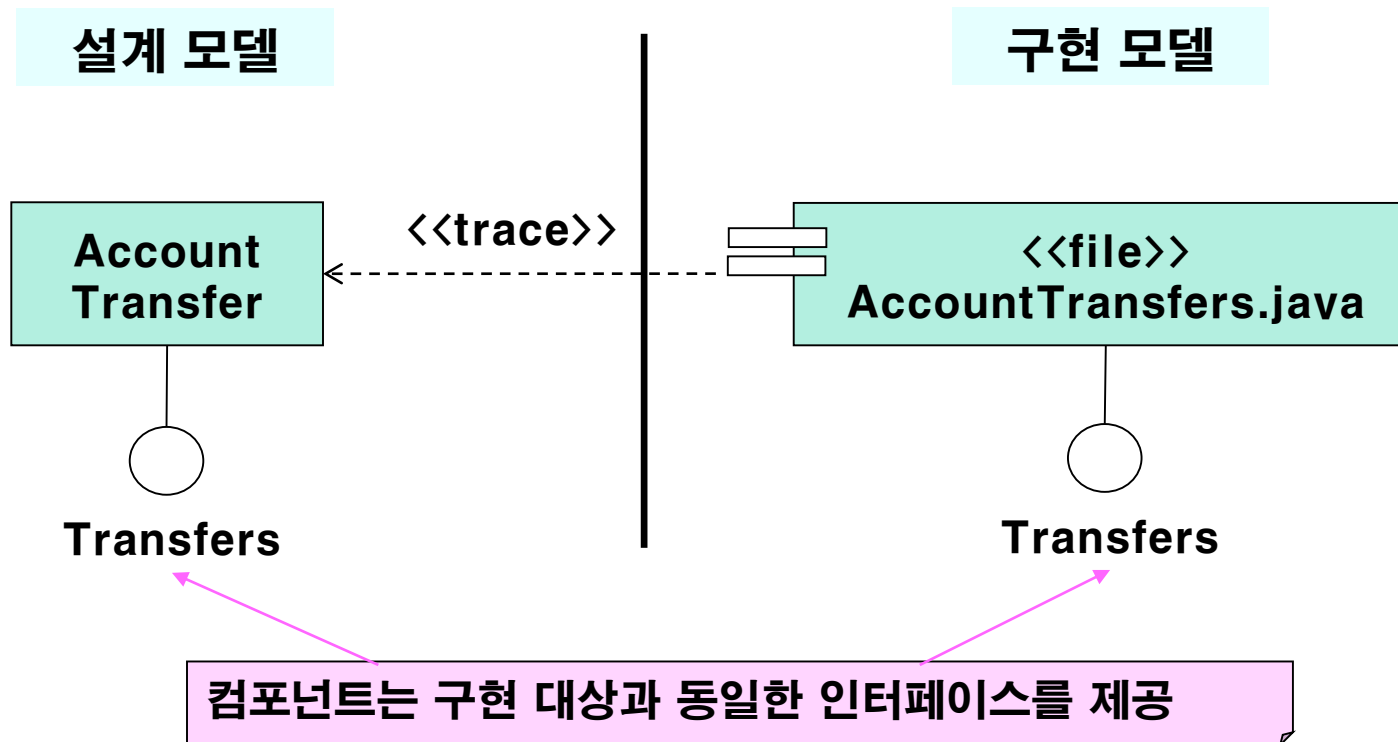 설계 모델
구현 모델
Account
Transfer
<<trace>>
<<file>>
AccountTransfers.java
Transfers
Transfers
컴포넌트는 구현 대상과 동일한 인터페이스를 제공